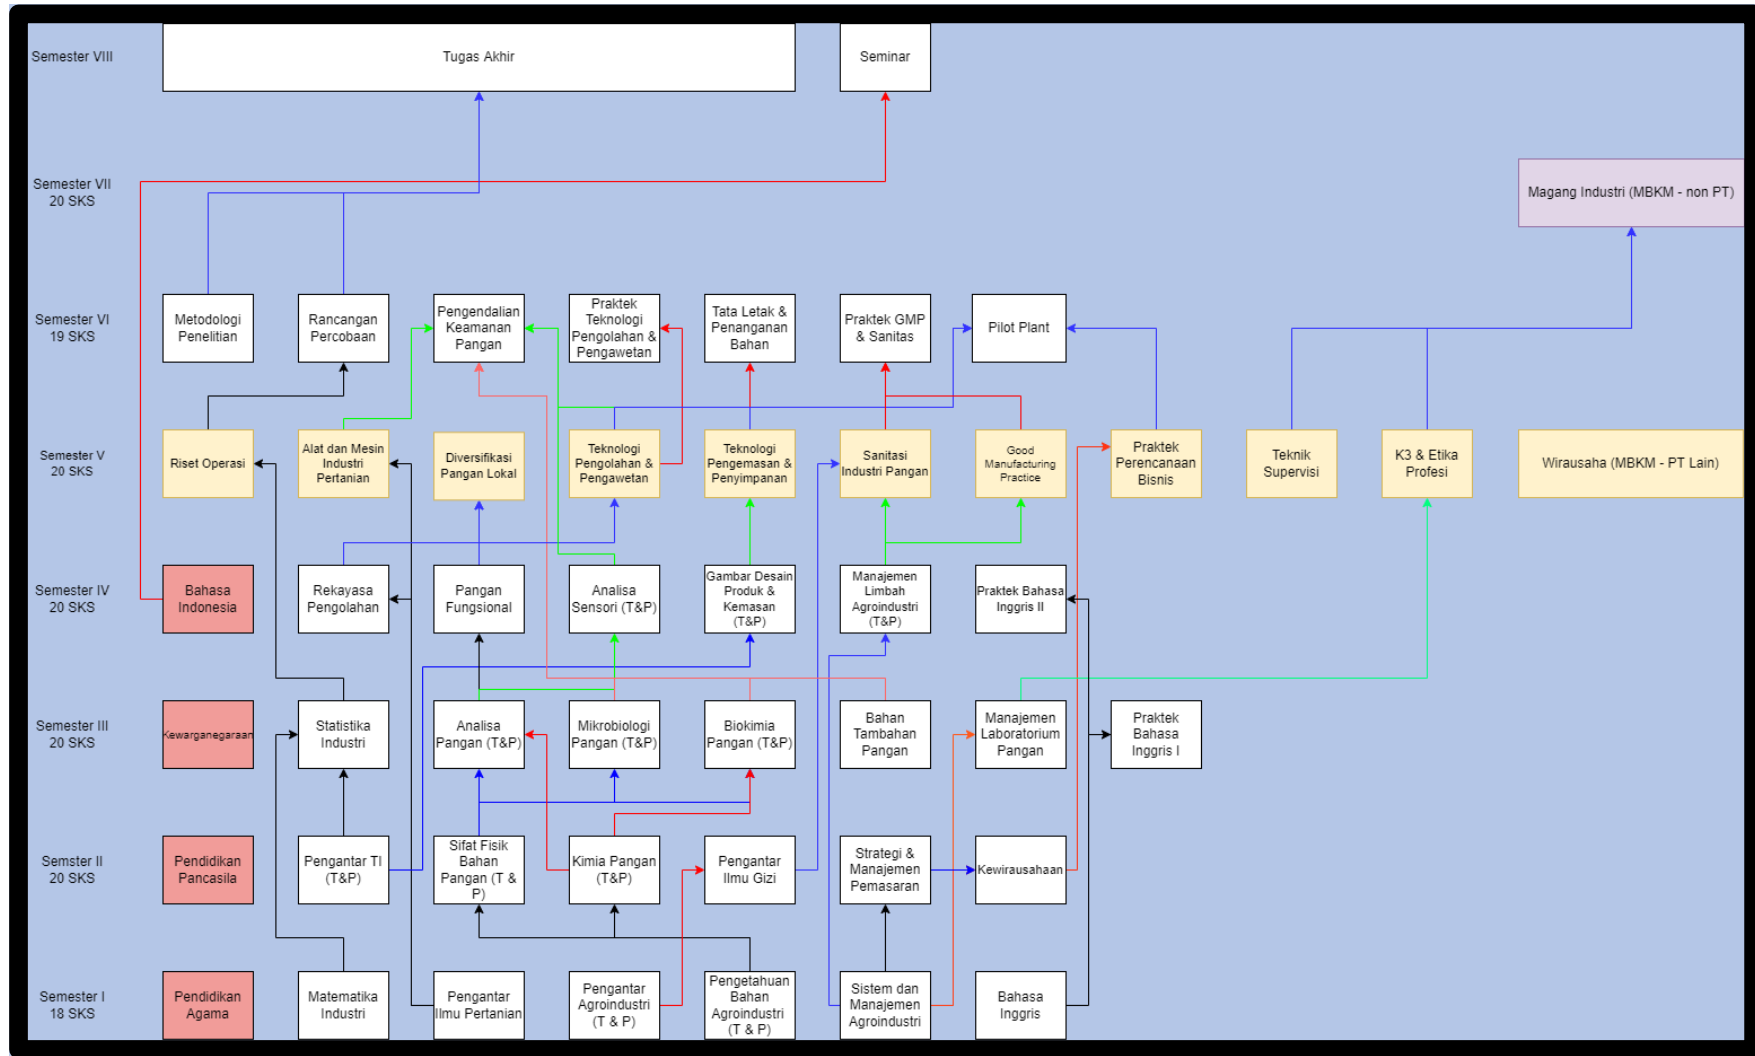 Semester VIII
Tugas Akhir
Seminar
Semester VII
20 SKS
Magang Industri (MBKM - non PT)
Semester VI
19 SKS
Metodologi
Penelitian
Rancangan
Percobaan
Pengendalian
Keamanan
Pangan
Praktek
Teknologi
Pengolahan &
Pengawetan
Tata Letak &
Penanganan
Bahan
Praktek GMP
& Sanitas
Pilot Plant
Semester V
20 SKS
Riset Operasi
Alat dan Mesin
Industri
Pertanian
Diversifikasi
Pangan Lokal
Teknologi
Pengolahan &
Pengawetan
Teknologi
Pengemasan &
Penyimpanan
Sanitasi
Industri Pangan
Good
Manufacturing
Practice
Praktek
Perencanaan
Bisnis
Teknik
Supervisi
K3 & Etika
Profesi
Wirausaha (MBKM - PT Lain)
Semester IV
20 SKS
Bahasa
Indonesia
Rekayasa
Pengolahan
Pangan
Fungsional
Analisa
Sensori (T&P)
Gambar Desain
Produk &
Kemasan
(T&P)
Manajemen
Limbah
Agroindustri
(T&P)
Praktek Bahasa
Inggris II
Semester III
20 SKS
Kewarganegaraan
Statistika
Industri
Analisa
Pangan (T&P)
Mikrobiologi
Pangan (T&P)
Biokimia
Pangan (T&P)
Bahan
Tambahan
Pangan
Manajemen
Laboratorium
Pangan
Praktek
Bahasa
Inggris I
Semster II
20 SKS
Pendidikan
Pancasila
Pengantar TI
(T&P)
Sifat Fisik
Bahan
Pangan (T &
P)
Kimia Pangan
(T&P)
Pengantar
Ilmu Gizi
Strategi &
Manajemen
Pemasaran
Kewirausahaan
Semester I
18 SKS
Pendidikan
Agama
Matematika
Industri
Pengantar
Ilmu Pertanian
Pengantar
Agroindustri
(T & P)
Pengetahuan
Bahan
Agroindustri
(T & P)
Sistem dan
Manajemen
Agroindustri
Bahasa
Inggris